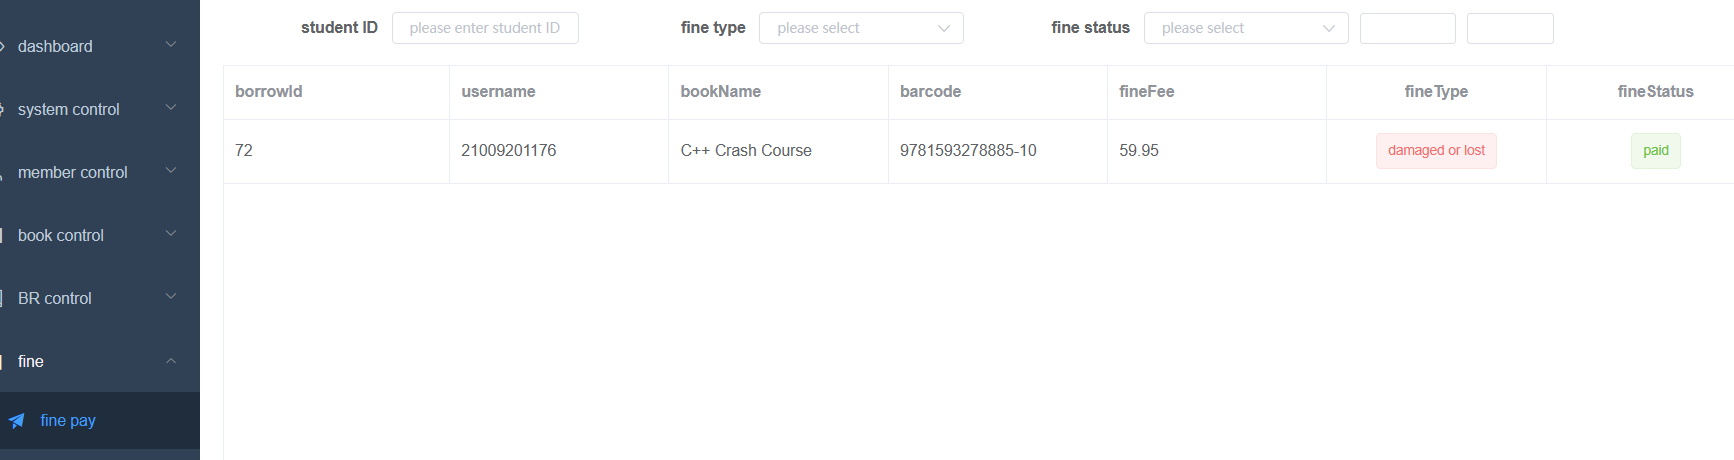 student ID please enter student ID fine type please select fine status please select
dashboard
system control
member control
book control
BR control
fine
fine pay
borrowId username bookName barcode fineFee fineType fineStatus
72 21009201176 C++ Crash Course 9781593278885-10 59.95 damaged or lost paid